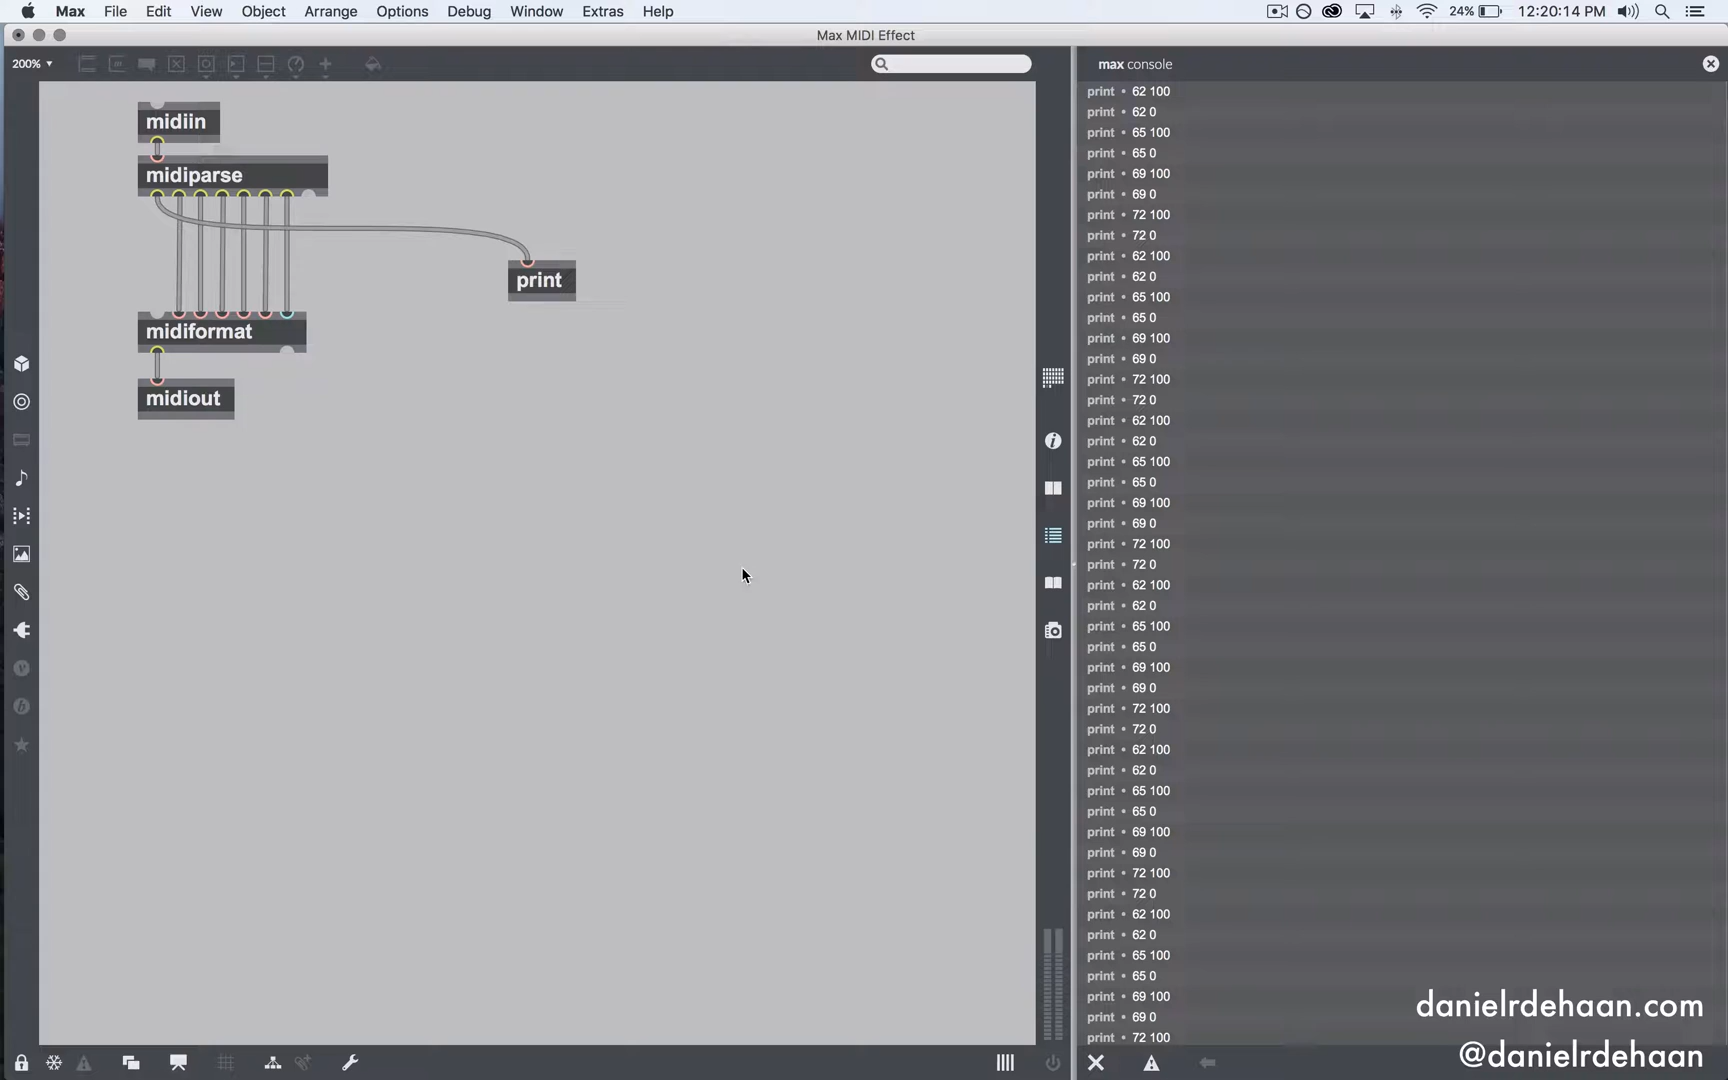 Max File Edit View Object Arrange Options Debug Window Extras Help 24% 12:20:14 PM
Max MIDI Effect
200%
max console
midiin
midiparse
print
midiformat
midiout
print • 62 100
print • 62 0
print • 65 100
print • 65 0
print • 69 100
print • 69 0
print • 72 100
print • 72 0
print • 62 100
print • 62 0
print • 65 100
print • 65 0
print • 69 100
print • 69 0
print • 72 100
print • 72 0
print • 62 100
print • 62 0
print • 65 100
print • 65 0
print • 69 100
print • 69 0
print • 72 100
print • 72 0
print • 62 100
print • 62 0
print • 65 100
print • 65 0
print • 69 100
print • 69 0
print • 72 100
print • 72 0
print • 62 100
print • 62 0
print • 65 100
print • 65 0
print • 69 100
print • 69 0
print • 72 100
print • 72 0
print • 62 100
print • 62 0
print • 65 100
print • 65 0
print • 69 100
print • 69 0
print • 72 100
danielrdehaan.com
@danielrdehaan